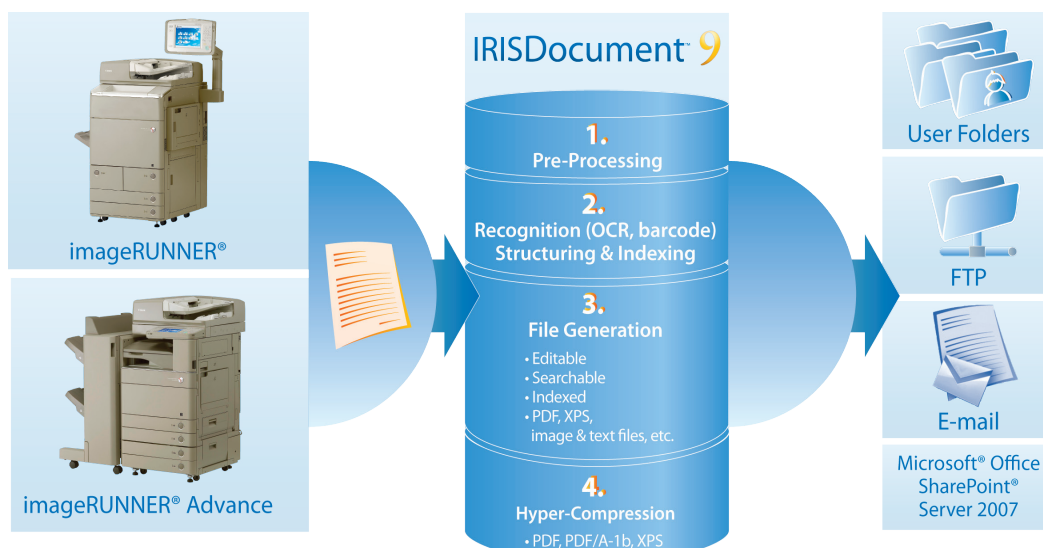 imageRUNNER®
imageRUNNER® Advance
IRISDocument™ 9
1.
Pre-Processing
2.
Recognition (OCR, barcode)
Structuring & Indexing
3.
File Generation
• Editable
• Searchable
• Indexed
• PDF, XPS,
image & text files, etc.
4.
Hyper-Compression
• PDF, PDF/A-1b, XPS
User Folders
FTP
E-mail
Microsoft® Office
SharePoint®
Server 2007